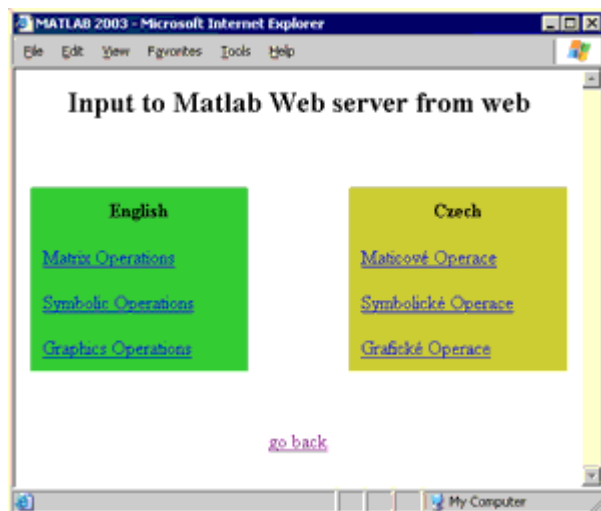 MATLAB 2003 - Microsoft Internet Explorer
File Edit View Favorites Tools Help
Input to Matlab Web server from web
English
Matrix Operations
Symbolic Operations
Graphics Operations
Czech
Maticové Operace
Symbolické Operace
Grafické Operace
go back
My Computer